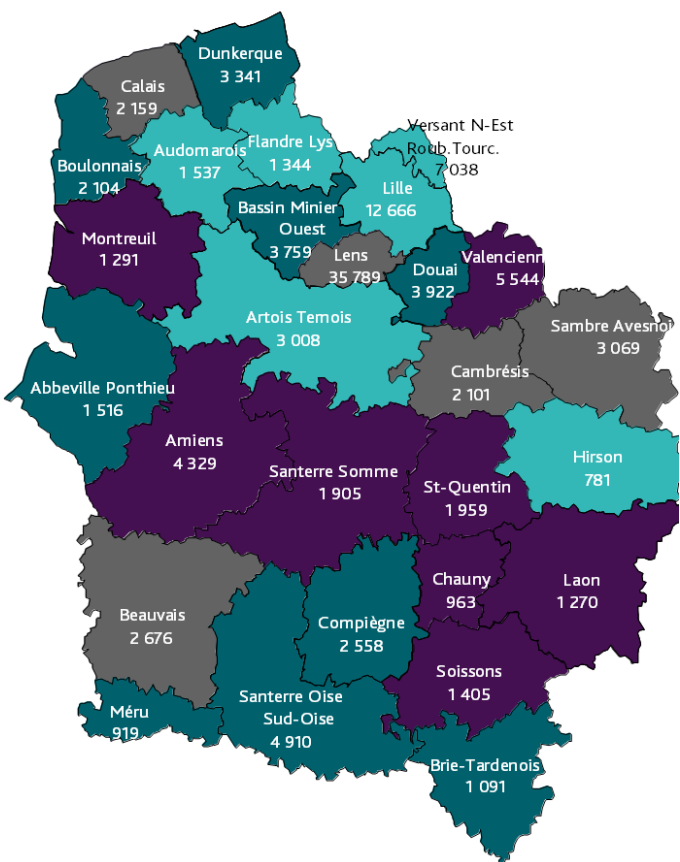 Dunkerque
3 341
Calais
2 159
Versant N-Est
Roub.Tourc.
7 038
Flandre Lys
1 344
Audomarois
1 537
Boulonnais
2 104
Lille
12 666
Bassin Minier
Ouest
3 759
Montreuil
1 291
Lens
35 789
Douai
3 922
Valencienn
5 544
Artois Ternois
3 008
Sambre Avesnoi
3 069
Cambrésis
2 101
Abbeville Ponthieu
1 516
Amiens
4 329
Santerre Somme
1 905
St-Quentin
1 959
Hirson
781
Chauny
963
Laon
1 270
Beauvais
2 676
Compiègne
2 558
Soissons
1 405
Méru
919
Santerre Oise
Sud-Oise
4 910
Brie-Tardenois
1 091